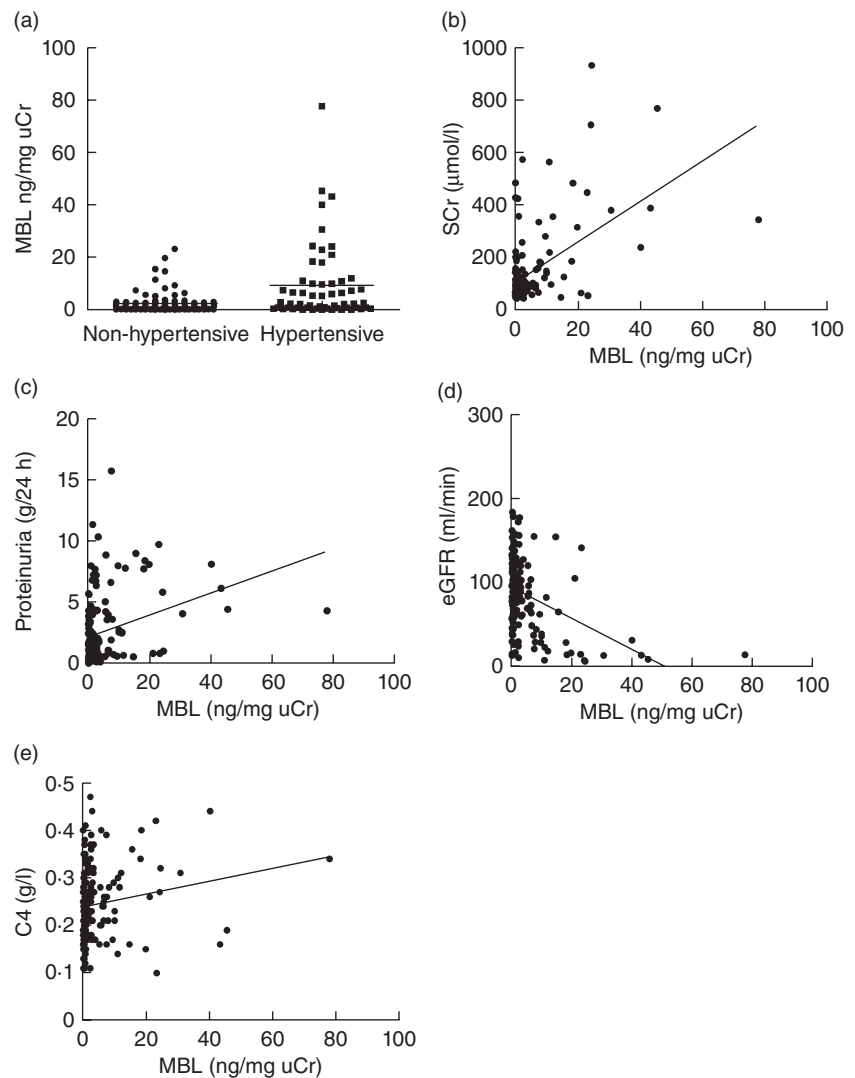 (a)
100
80
60
40
20
0
MBL ng/mg uCr
Non-hypertensive Hypertensive
(b)
1000
800
600
400
200
0
SCr (μmol/l)
0 20 40 60 80 100
MBL (ng/mg uCr)
(c)
20
15
10
5
0
Proteinuria (g/24 h)
0 20 40 60 80 100
MBL (ng/mg uCr)
(d)
300
200
100
0
eGFR (ml/min)
0 20 40 60 80 100
MBL (ng/mg uCr)
(e)
0·5
0·4
0·3
0·2
0·1
0
C4 (g/l)
0 20 40 60 80 100
MBL (ng/mg uCr)